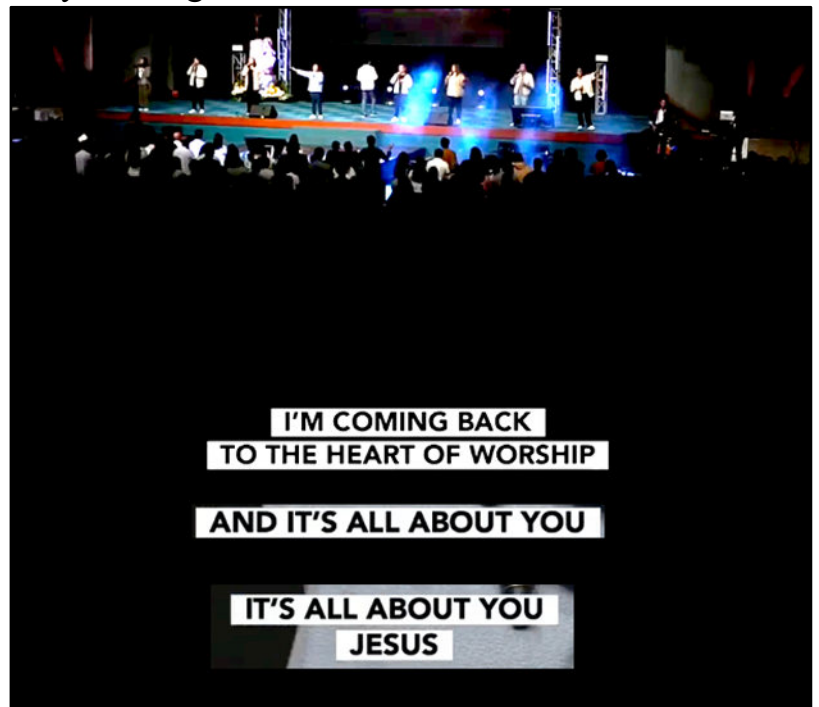 I'M COMING BACK
TO THE HEART OF WORSHIP
AND IT'S ALL ABOUT YOU
IT'S ALL ABOUT YOU
JESUS